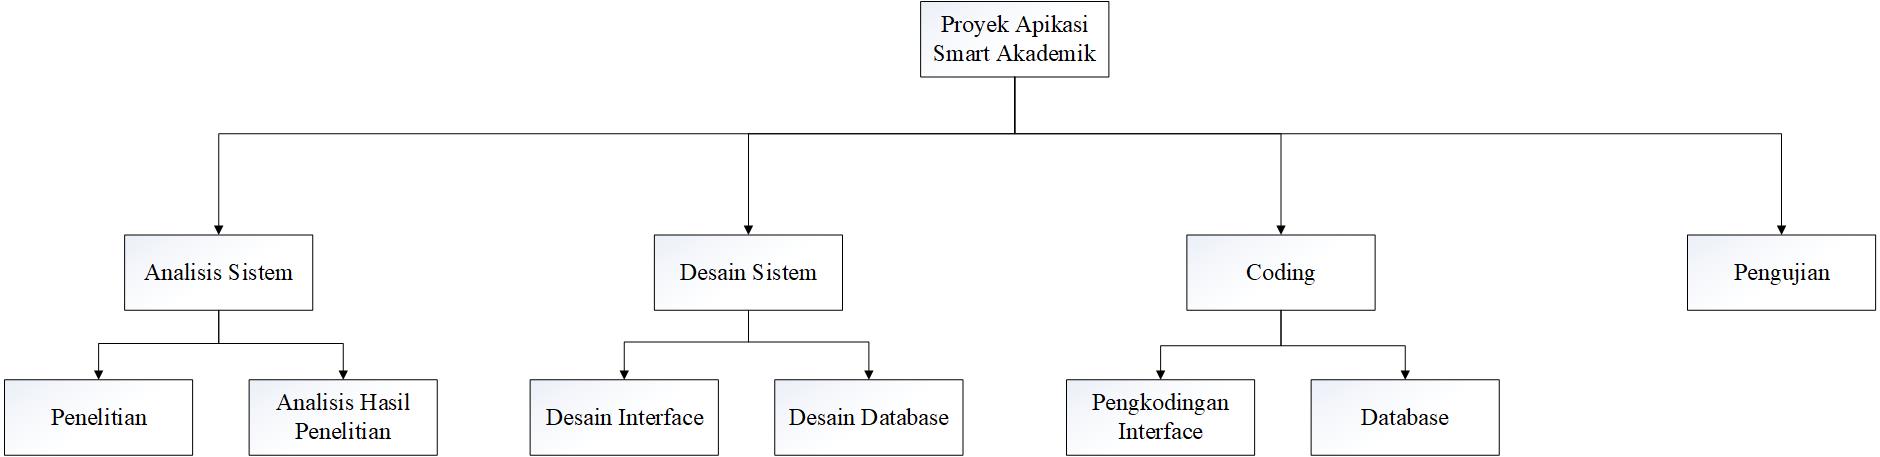 Proyek Apikasi
Smart Akademik
Analisis Sistem
Desain Sistem
Coding
Pengujian
Penelitian
Analisis Hasil
Penelitian
Desain Interface
Desain Database
Pengkodingan
Interface
Database